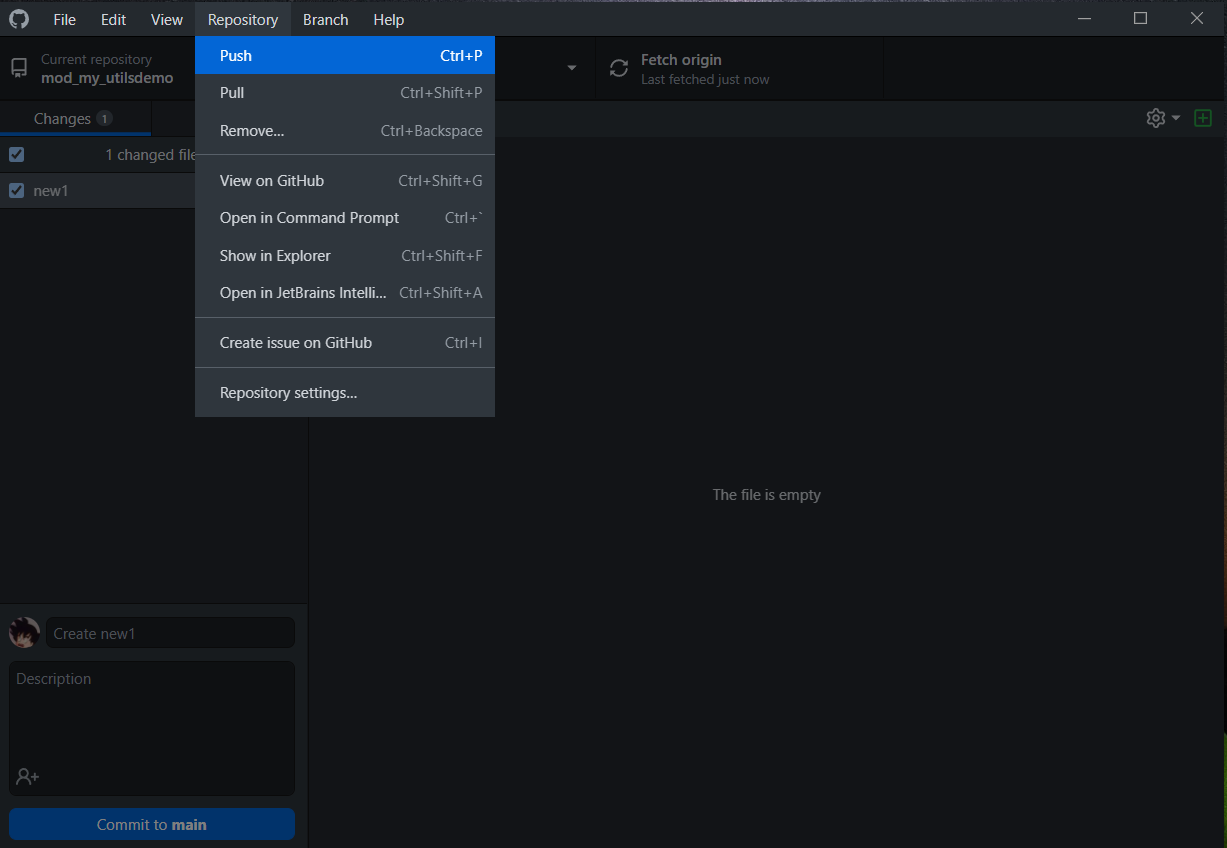 File Edit View Repository Branch Help
Current repository
mod_my_utilsdemo
Fetch origin
Last fetched just now
Changes 1
1 changed file
new1
Push Ctrl+P
Pull Ctrl+Shift+P
Remove... Ctrl+Backspace
View on GitHub Ctrl+Shift+G
Open in Command Prompt Ctrl+`
Show in Explorer Ctrl+Shift+F
Open in JetBrains Intelli... Ctrl+Shift+A
Create issue on GitHub Ctrl+I
Repository settings...
The file is empty
Create new1
Description
Commit to main